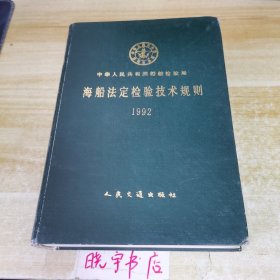 中华人民共和国船舶检验局
海船法定检验技术规则
1992
人民交通出版社
晓宇书店